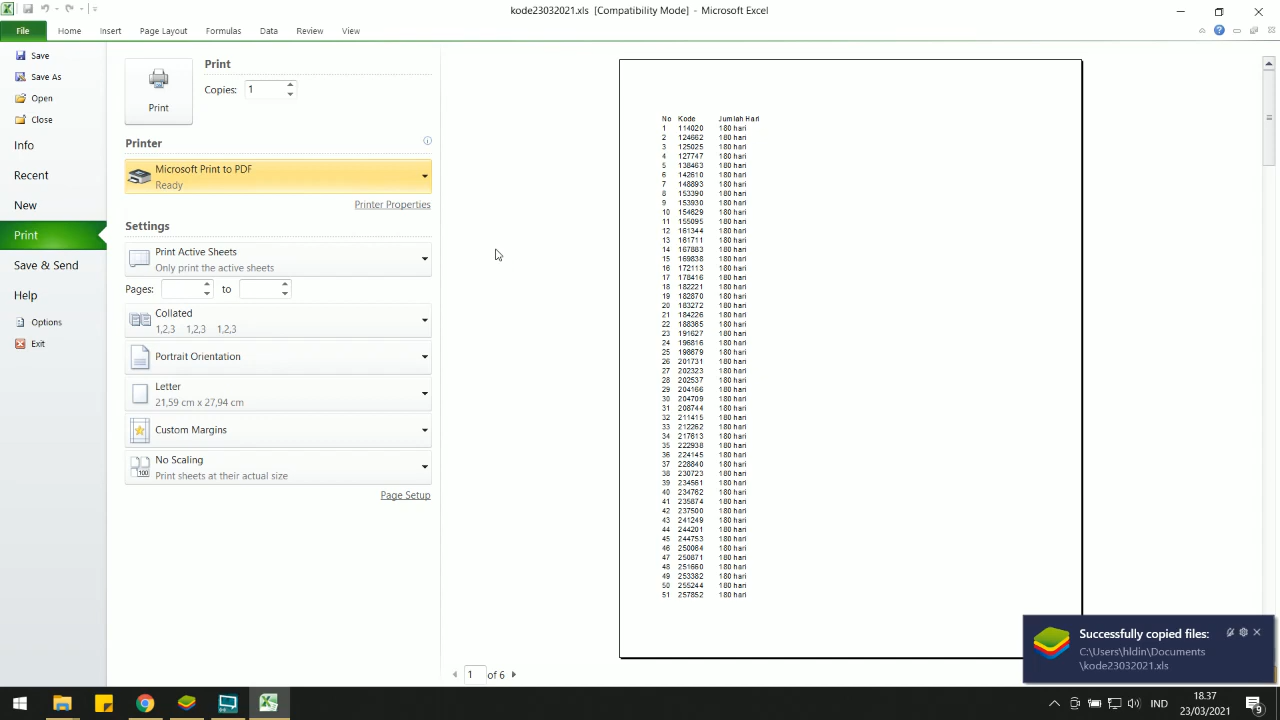 kode23032021.xls [Compatibility Mode] - Microsoft Excel
File Home Insert Page Layout Formulas Data Review View
Save
Save As
Open
Close
Info
Recent
New
Print
Save & Send
Help
Options
Exit
Print
Print
Copies: 1
Printer
Microsoft Print to PDF
Ready
Printer Properties
Settings
Print Active Sheets
Only print the active sheets
Pages: to
Collated
1,2,3 1,2,3 1,2,3
Portrait Orientation
Letter
21,59 cm x 27,94 cm
Custom Margins
No Scaling
Print sheets at their actual size
Page Setup
No Kode Jumlah Hari
1 114020 180 hari
2 124662 180 hari
3 125025 180 hari
4 127747 180 hari
5 138463 180 hari
6 142610 180 hari
7 148893 180 hari
8 153390 180 hari
9 153930 180 hari
10 154629 180 hari
11 155095 180 hari
12 161344 180 hari
13 161711 180 hari
14 167883 180 hari
15 169838 180 hari
16 172113 180 hari
17 178416 180 hari
18 182221 180 hari
19 182870 180 hari
20 183272 180 hari
21 184226 180 hari
22 188365 180 hari
23 191627 180 hari
24 196816 180 hari
25 198679 180 hari
26 201731 180 hari
27 202323 180 hari
28 202537 180 hari
29 204166 180 hari
30 204709 180 hari
31 208744 180 hari
32 211415 180 hari
33 212262 180 hari
34 217613 180 hari
35 222938 180 hari
36 224145 180 hari
37 228840 180 hari
38 230723 180 hari
39 234561 180 hari
40 234762 180 hari
41 235874 180 hari
42 237500 180 hari
43 241249 180 hari
44 244201 180 hari
45 244753 180 hari
46 250064 180 hari
47 250871 180 hari
48 251660 180 hari
49 253382 180 hari
50 255244 180 hari
51 257852 180 hari
1 of 6
Successfully copied files:
C:\Users\hldin\Documents
\kode23032021.xls
IND
18.37
23/03/2021
9